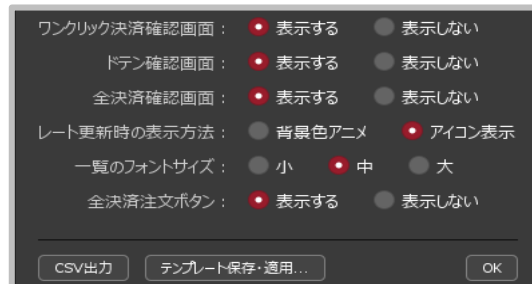 ワンクリック決済確認画面： 表示する 表示しない
ドテン確認画面： 表示する 表示しない
全決済確認画面： 表示する 表示しない
レート更新時の表示方法： 背景色アニメ アイコン表示
一覧のフォントサイズ： 小 中 大
全決済注文ボタン： 表示する 表示しない
CSV出力 テンプレート保存・適用... OK